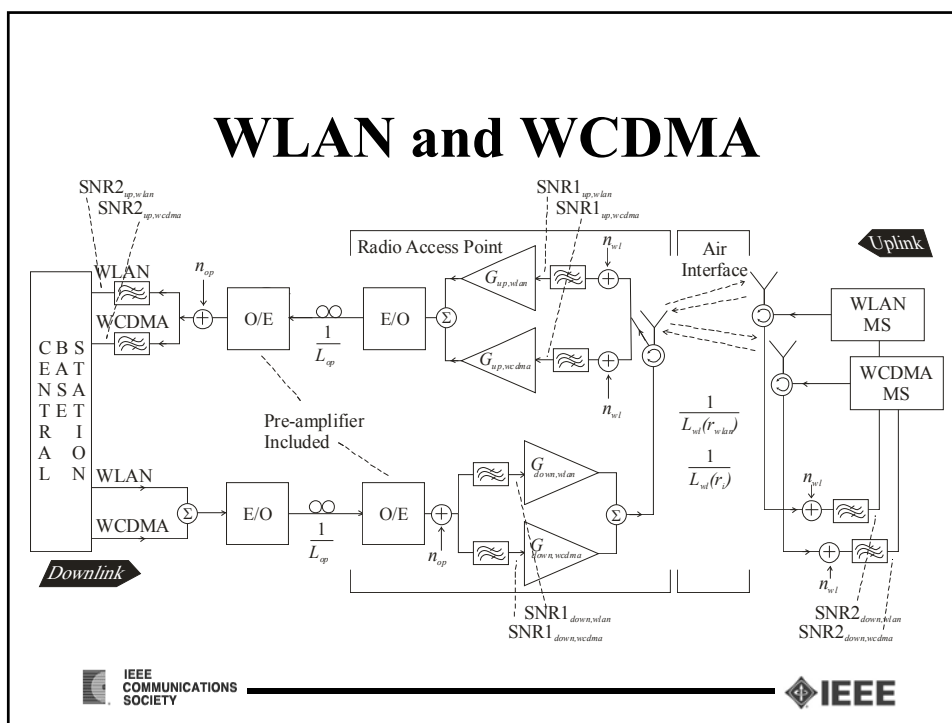 WLAN and WCDMA
SNR2up,wlan
SNR2up,wcdma
SNR1up,wlan
SNR1up,wcdma
Radio Access Point
Air
Interface
Uplink
WLAN
nop
WCDMA
O/E
1
Lop
E/O
Σ
Gup,wlan
Gup,wcdma
nwl
nwl
WLAN
MS
WCDMA
MS
CENTRAL
BASE
STATION
Pre-amplifier
Included
1
Lwl(rwlan)
1
Lwl(ri)
WLAN
WCDMA
Σ
E/O
1
Lop
O/E
nop
Gdown,wlan
Gdown,wcdma
Σ
nwl
nwl
Downlink
SNR1down,wlan
SNR1down,wcdma
SNR2down,wlan
SNR2down,wcdma
IEEE
COMMUNICATIONS
SOCIETY
IEEE